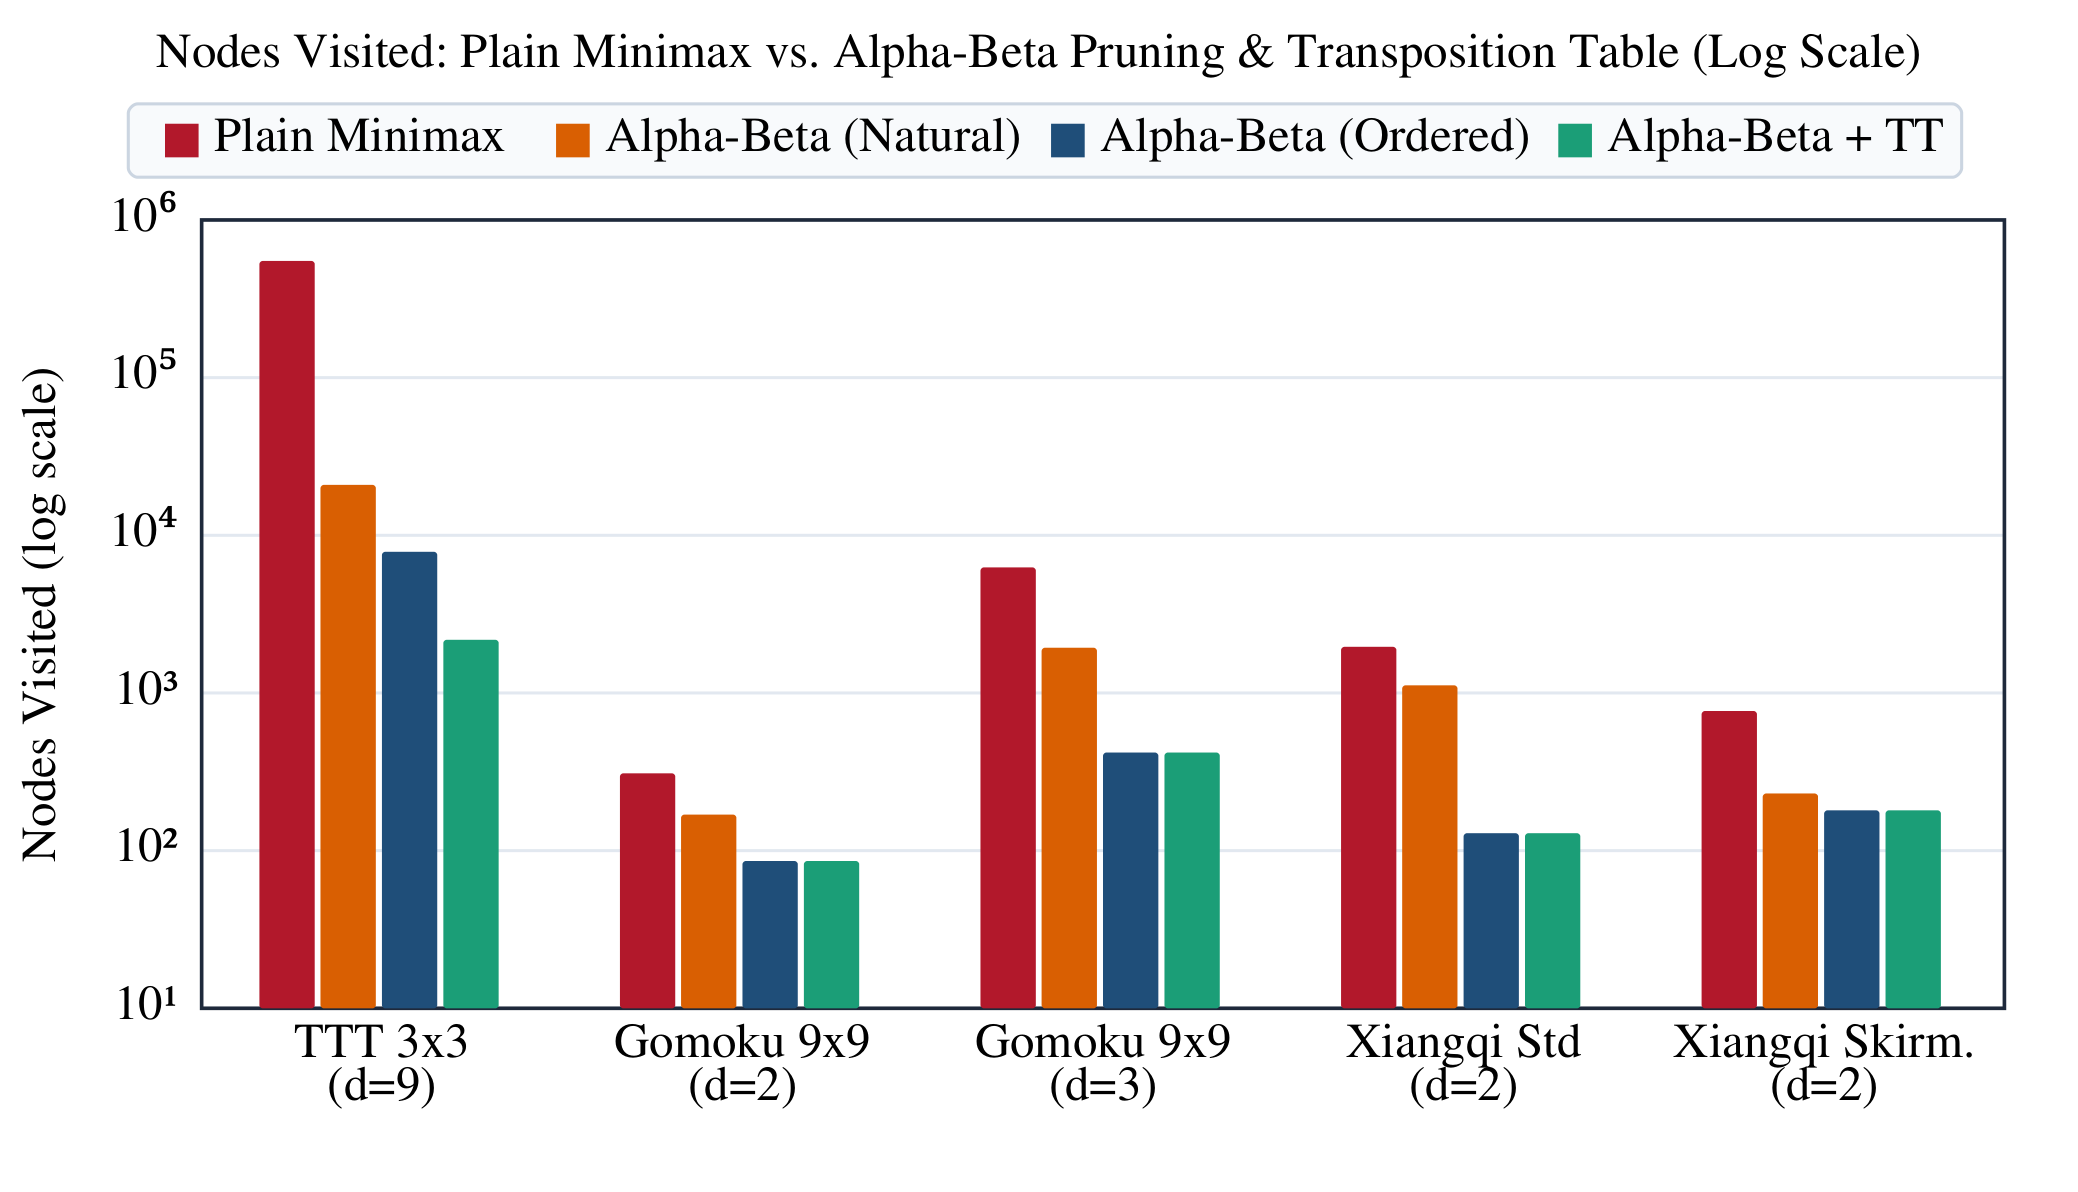 Nodes Visited: Plain Minimax vs. Alpha-Beta Pruning & Transposition Table (Log Scale)
Plain Minimax
Alpha-Beta (Natural)
Alpha-Beta (Ordered)
Alpha-Beta + TT
Nodes Visited (log scale)
10⁶
10⁵
10⁴
10³
10²
10¹
TTT 3x3
(d=9)
Gomoku 9x9
(d=2)
Gomoku 9x9
(d=3)
Xiangqi Std
(d=2)
Xiangqi Skirm.
(d=2)